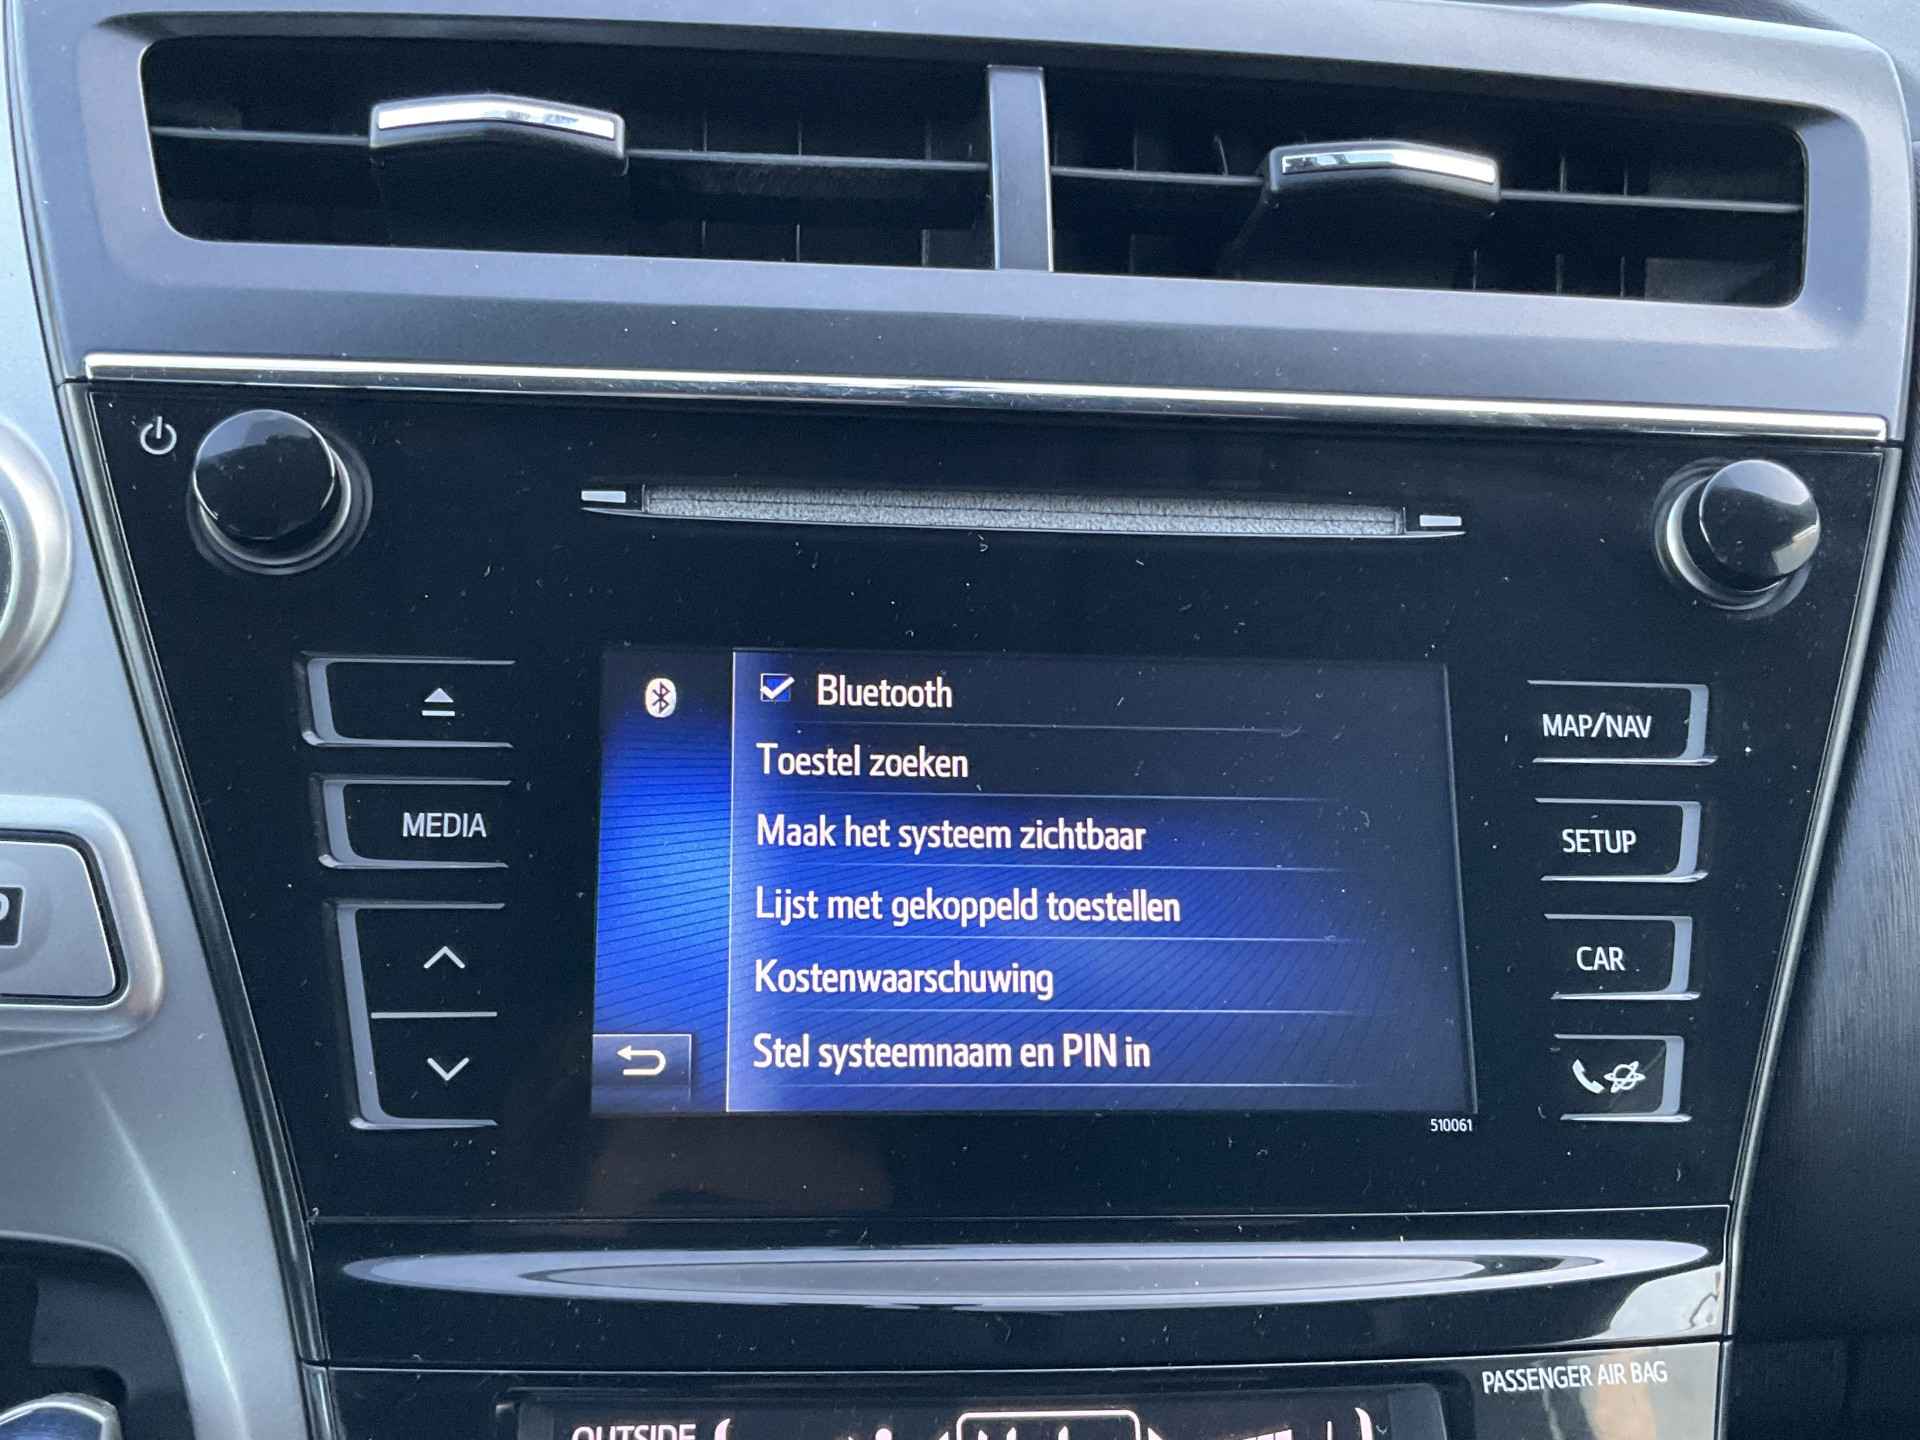 Bluetooth
Toestel zoeken
Maak het systeem zichtbaar
Lijst met gekoppeld toestellen
Kostenwaarschuwing
Stel systeemnaam en PIN in
MEDIA
MAP/NAV
SETUP
CAR
510061
PASSENGER AIR BAG
OUTSIDE